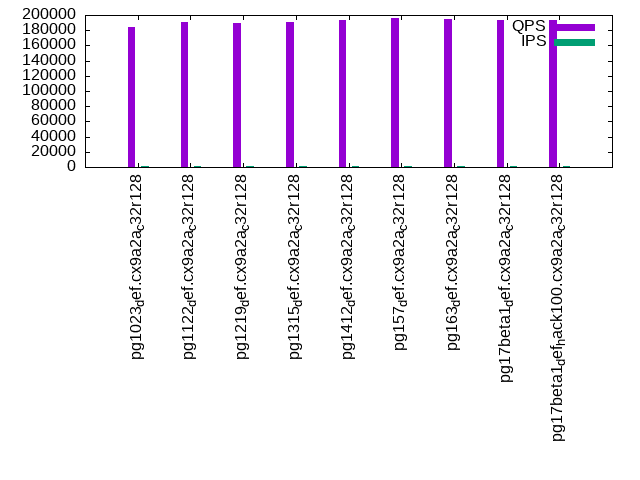 200000
180000
160000
140000
120000
100000
80000
60000
40000
20000
0
QPS
IPS
pg1023def.cx9a2ac32r128
pg1122def.cx9a2ac32r128
pg1219def.cx9a2ac32r128
pg1315def.cx9a2ac32r128
pg1412def.cx9a2ac32r128
pg157def.cx9a2ac32r128
pg163def.cx9a2ac32r128
pg17beta1def.cx9a2ac32r128
pg17beta1defhack100.cx9a2ac32r128